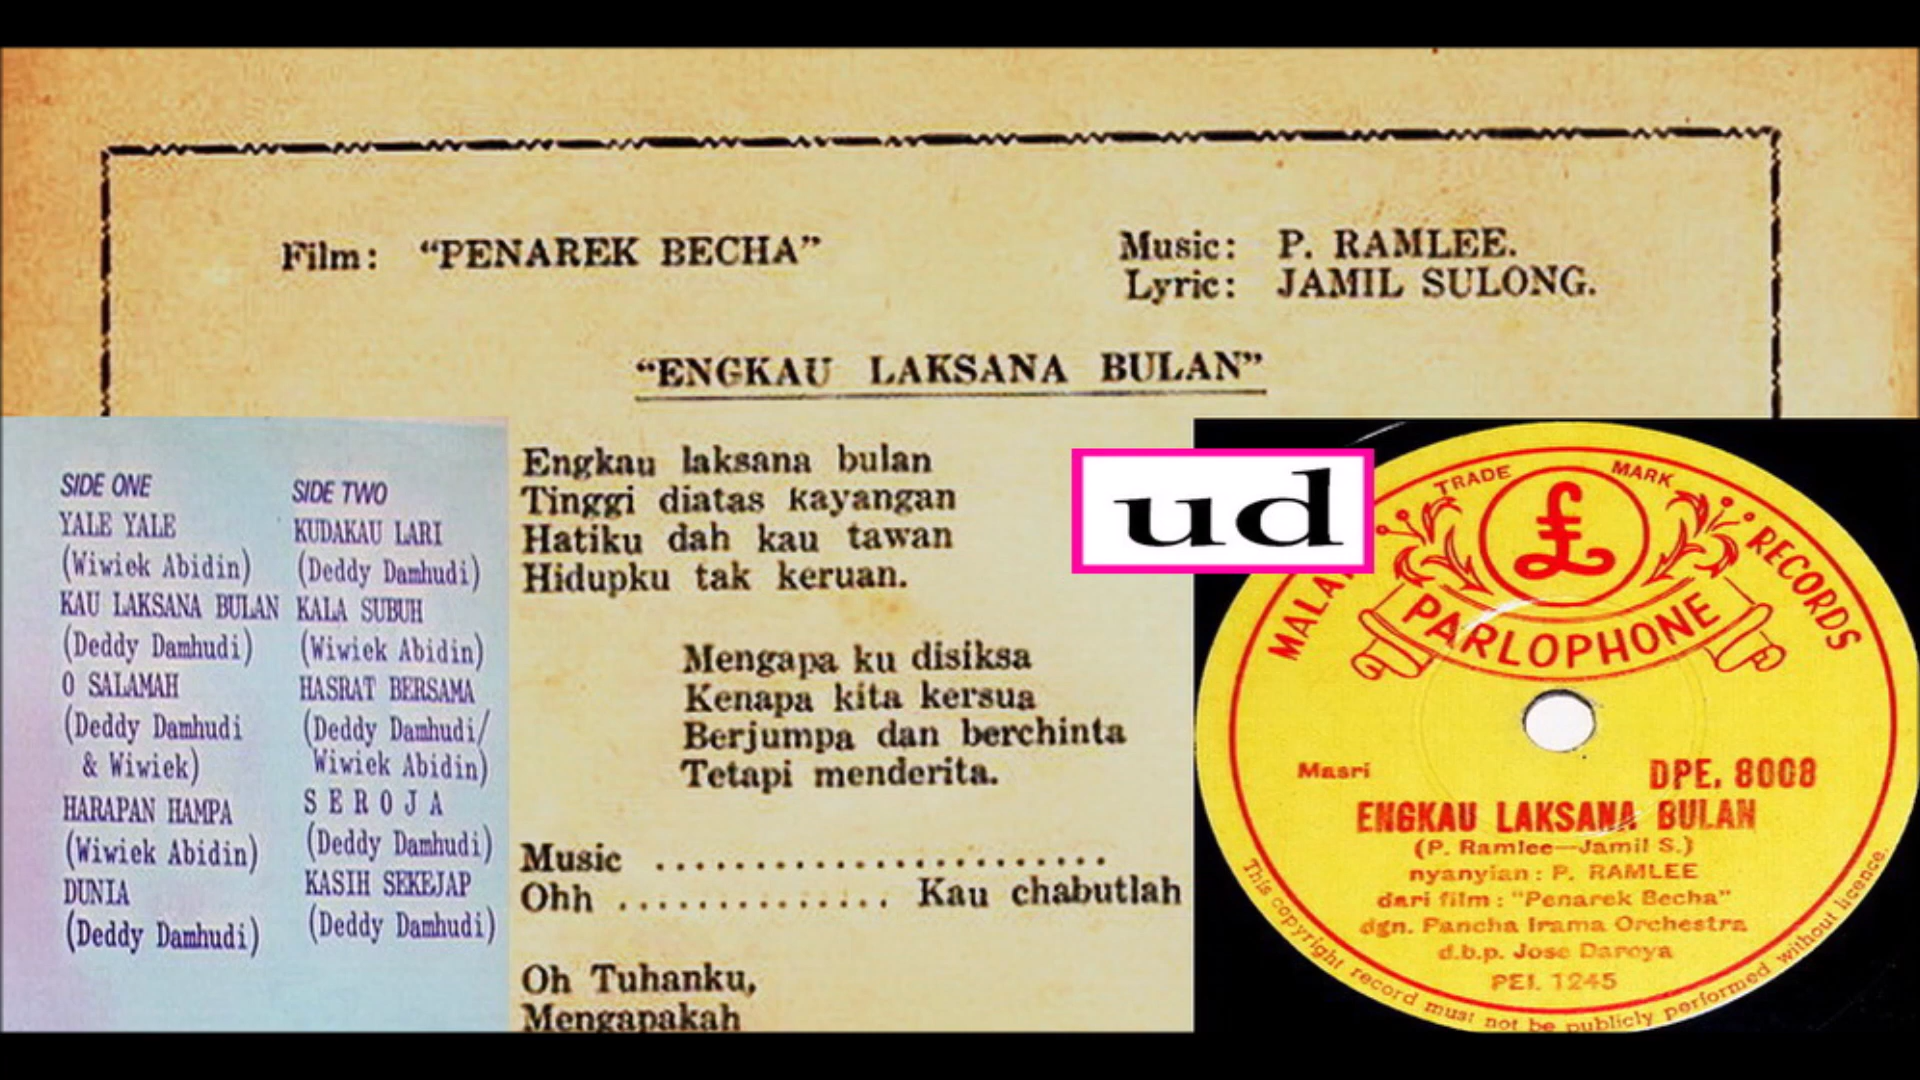 Film: “PENAREK BECHA”
Music: P. RAMLEE.
Lyric: JAMIL SULONG.
“ENGKAU LAKSANA BULAN”
Engkau laksana bulan
Tinggi diatas kayangan
Hatiku dah kau tawan
Hidupku tak keruan.
Mengapa ku disiksa
Kenapa kita kersua
Berjumpa dan berchinta
Tetapi menderita.
Music .......................
Ohh .............. Kau chabutlah
Oh Tuhanku,
Mengapakah
SIDE ONE
YALE YALE
(Wiwiek Abidin)
KAU LAKSANA BULAN
(Deddy Damhudi)
O SALAMAH
(Deddy Damhudi
& Wiwiek)
HARAPAN HAMPA
(Wiwiek Abidin)
DUNIA
(Deddy Damhudi)
SIDE TWO
KUDAKAU LARI
(Deddy Damhudi)
KALA SUBUH
(Wiwiek Abidin)
HASRAT BERSAMA
(Deddy Damhudi/
Wiwiek Abidin)
S E R O J A
(Deddy Damhudi)
KASIH SEKEJAP
(Deddy Damhudi)
ud
TRADE MARK
RECORDS
£
PARLOPHONE
Masri
DPE. 8008
ENGKAU LAKSANA BULAN
(P. Ramlee—Jamil S.)
nyanyian : P. RAMLEE
dari film : “Penarek Becha”
dgn. Pancha Irama Orchestra
d.b.p. Jose Daroya
PEI. 1245
This copyright record must not be publicly performed without licence.